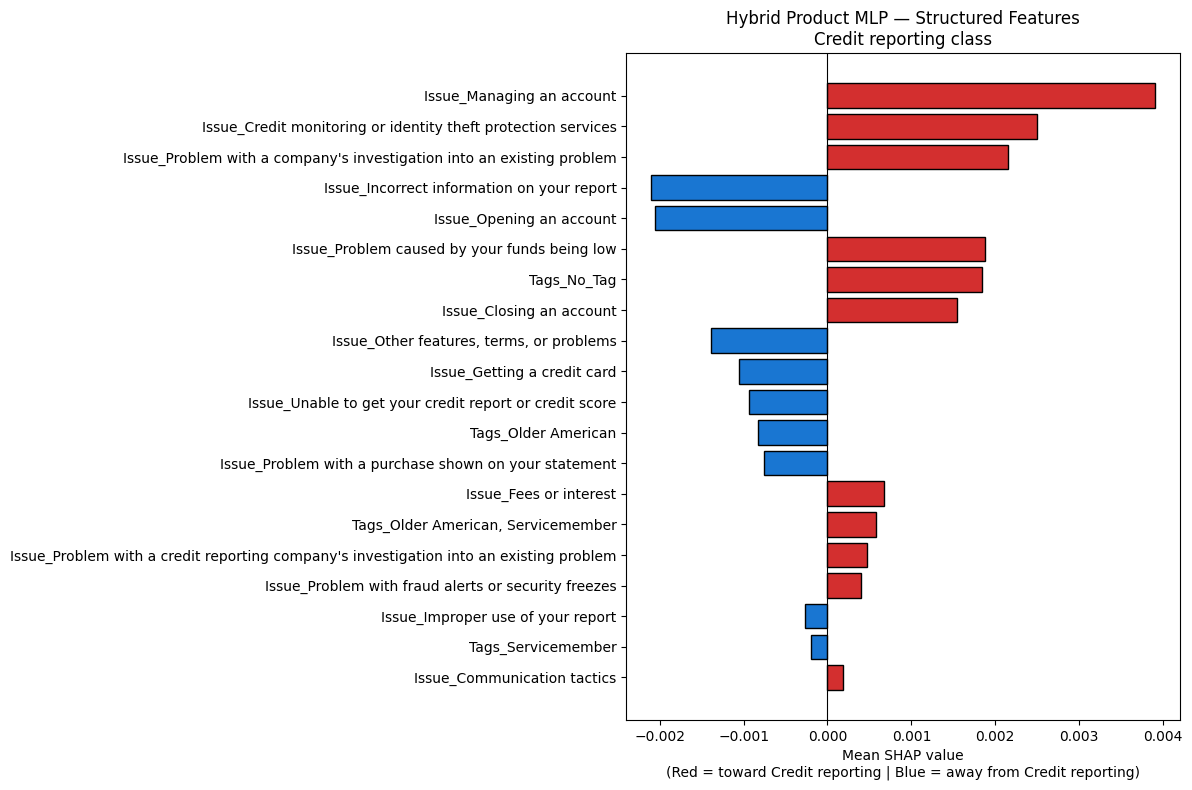 Hybrid Product MLP — Structured Features
Credit reporting class
Issue_Managing an account
Issue_Credit monitoring or identity theft protection services
Issue_Problem with a company's investigation into an existing problem
Issue_Incorrect information on your report
Issue_Opening an account
Issue_Problem caused by your funds being low
Tags_No_Tag
Issue_Closing an account
Issue_Other features, terms, or problems
Issue_Getting a credit card
Issue_Unable to get your credit report or credit score
Tags_Older American
Issue_Problem with a purchase shown on your statement
Issue_Fees or interest
Tags_Older American, Servicemember
Issue_Problem with a credit reporting company's investigation into an existing problem
Issue_Problem with fraud alerts or security freezes
Issue_Improper use of your report
Tags_Servicemember
Issue_Communication tactics
−0.002 −0.001 0.000 0.001 0.002 0.003 0.004
Mean SHAP value
(Red = toward Credit reporting | Blue = away from Credit reporting)